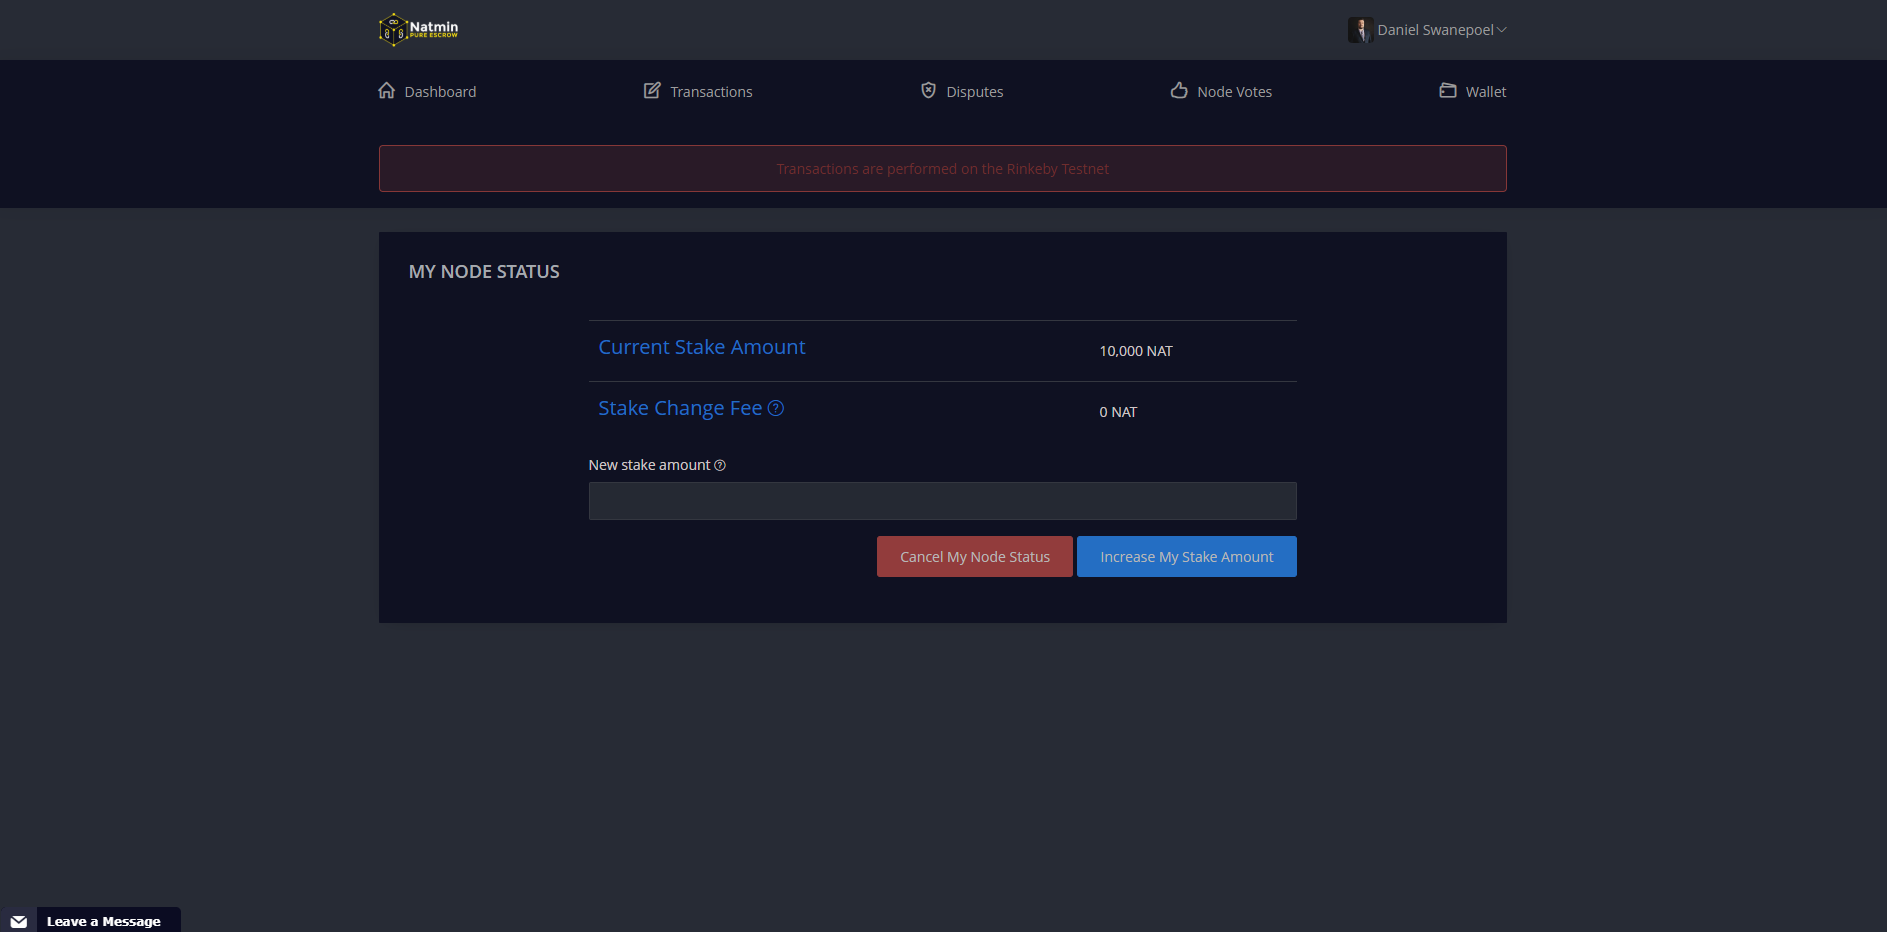 Natmin
PURE ESCROW
Daniel Swanepoel
Dashboard
Transactions
Disputes
Node Votes
Wallet
Transactions are performed on the Rinkeby Testnet
MY NODE STATUS
Current Stake Amount 10,000 NAT
Stake Change Fee ? 0 NAT
New stake amount ?
Cancel My Node Status
Increase My Stake Amount
Leave a Message